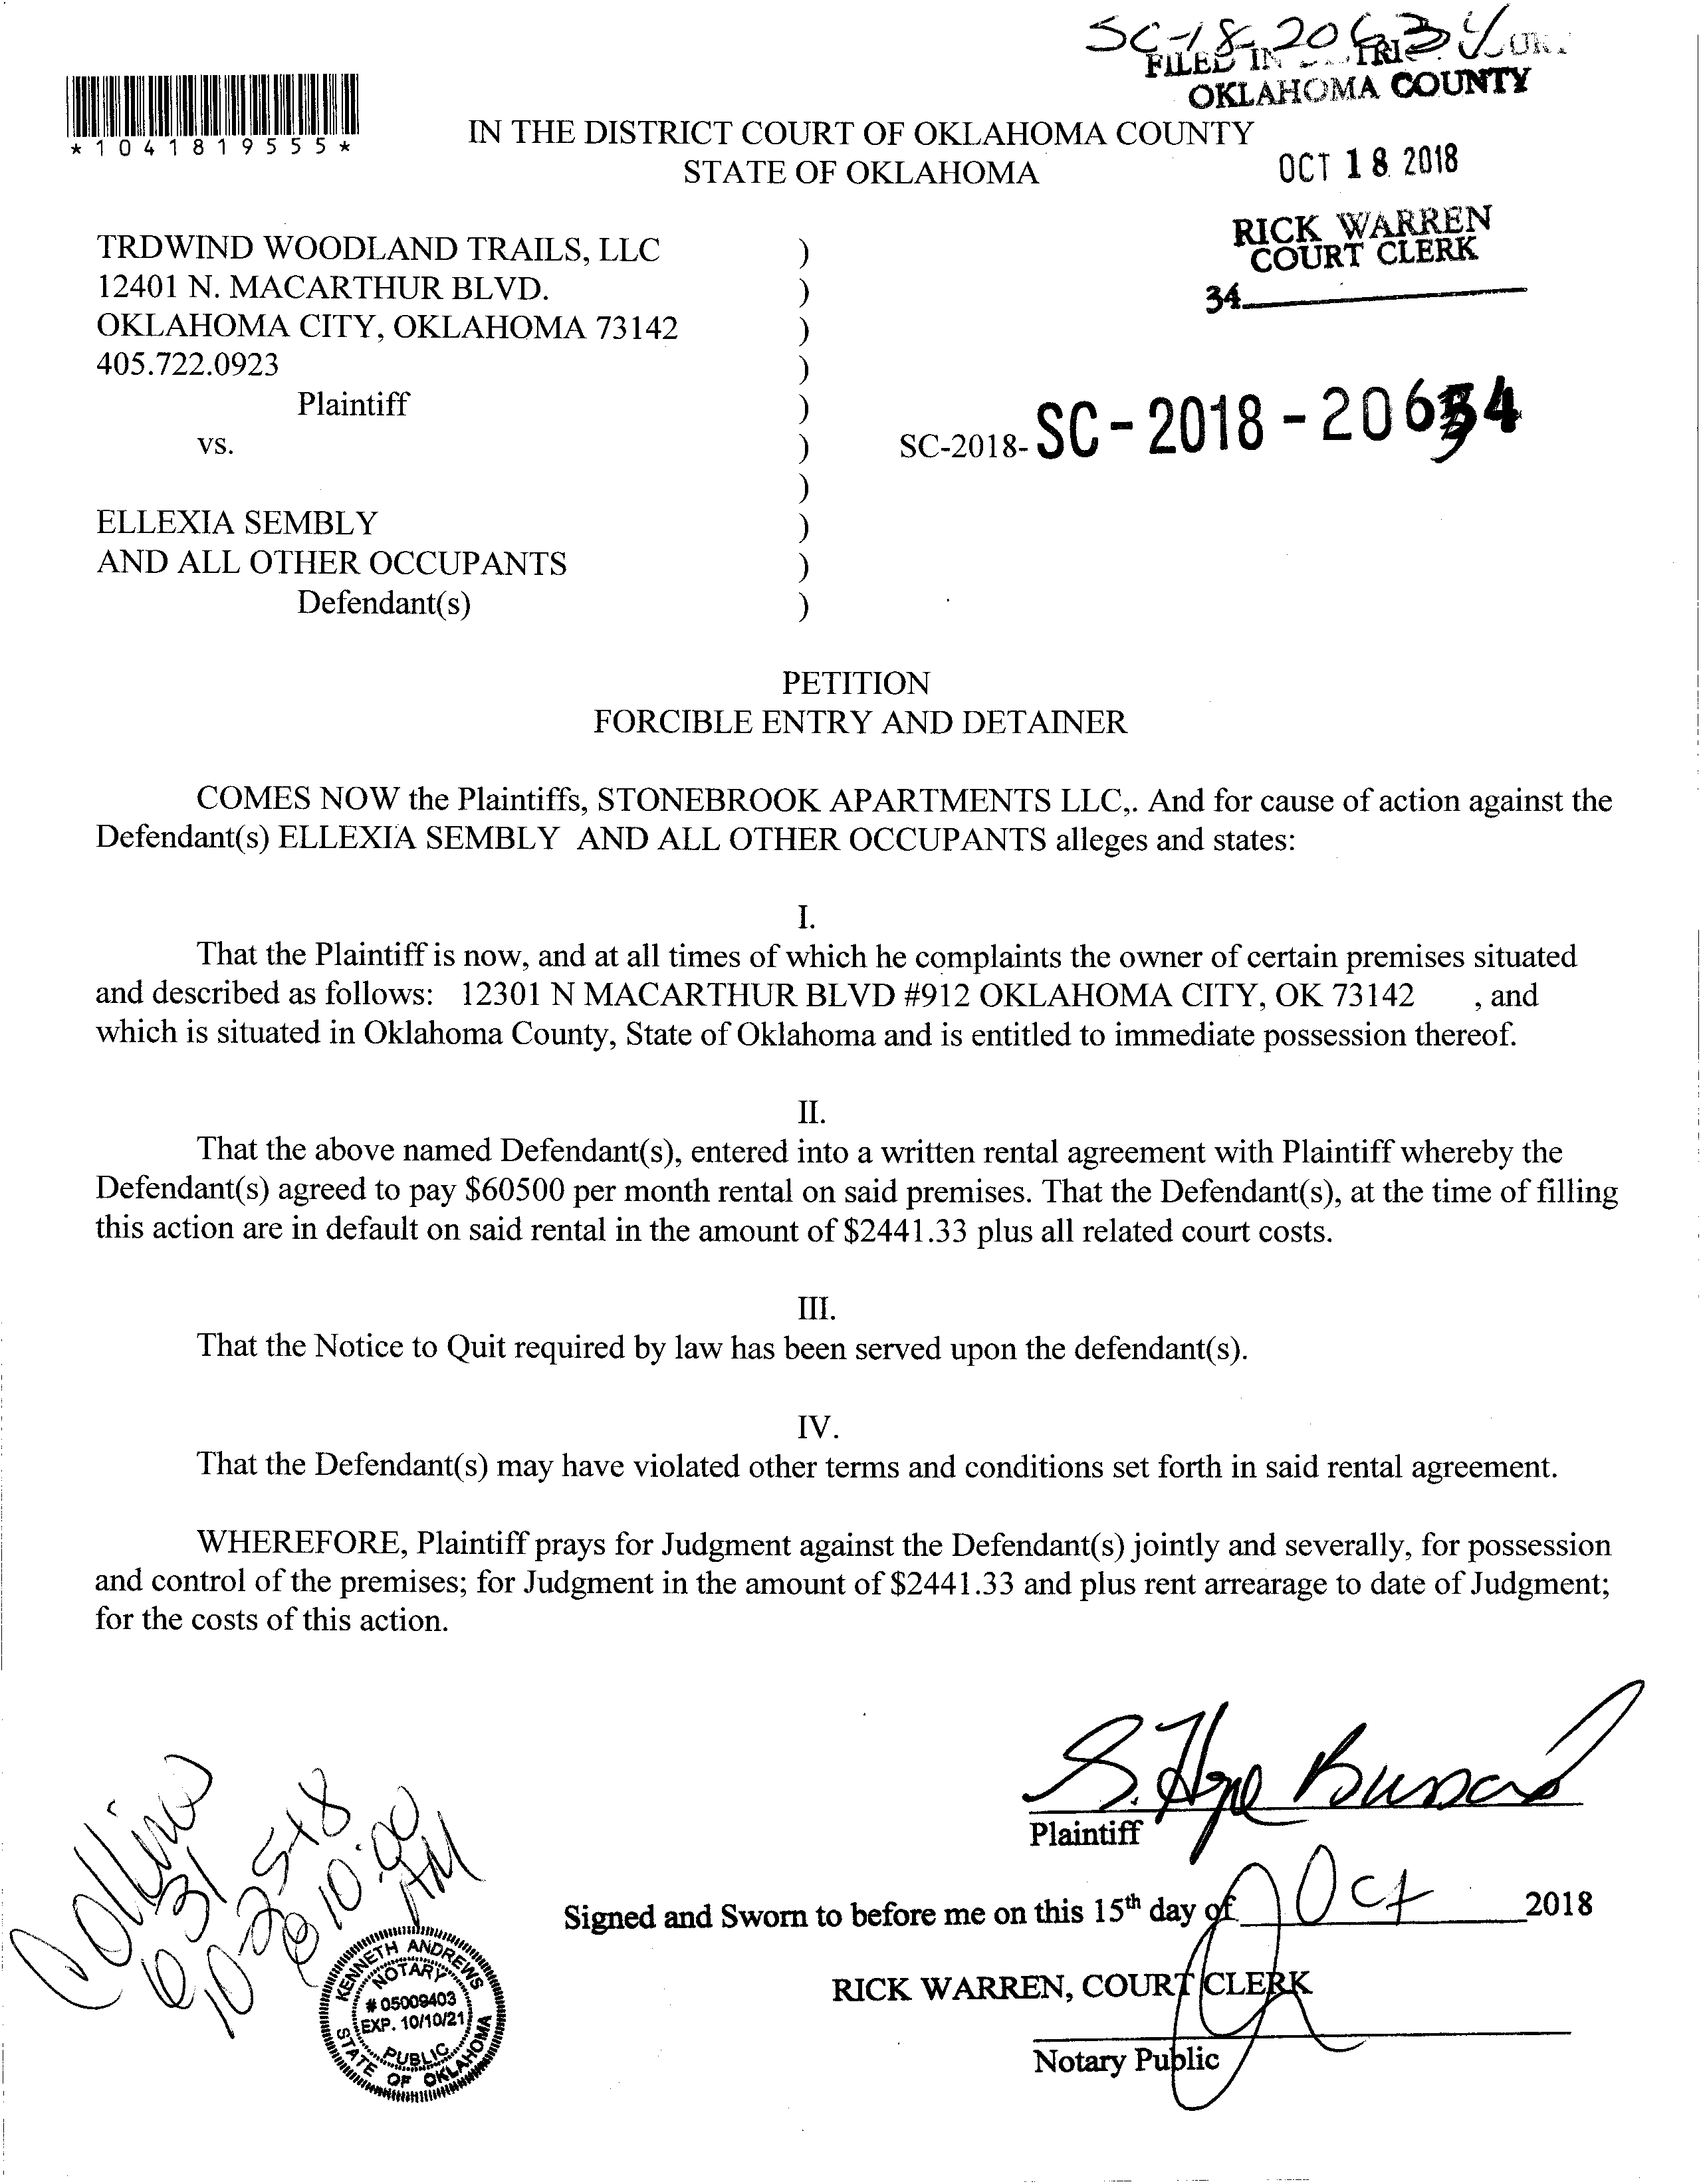 SC-18-20634
FILED IN
OKLAHOMA COUNTY
*1041819555*
IN THE DISTRICT COURT OF OKLAHOMA COUNTY
STATE OF OKLAHOMA
OCT 18 2018
RICK WARREN
COURT CLERK
34
TRDWIND WOODLAND TRAILS, LLC )
12401 N. MACARTHUR BLVD. )
OKLAHOMA CITY, OKLAHOMA 73142 )
405.722.0923 )
Plaintiff )
vs. ) SC-2018- SC-2018-20634
)
ELLEXIA SEMBLY )
AND ALL OTHER OCCUPANTS )
Defendant(s) )
PETITION
FORCIBLE ENTRY AND DETAINER
COMES NOW the Plaintiffs, STONEBROOK APARTMENTS LLC,. And for cause of action against the
Defendant(s) ELLEXIA SEMBLY AND ALL OTHER OCCUPANTS alleges and states:
I.
That the Plaintiff is now, and at all times of which he complaints the owner of certain premises situated
and described as follows: 12301 N MACARTHUR BLVD #912 OKLAHOMA CITY, OK 73142 , and
which is situated in Oklahoma County, State of Oklahoma and is entitled to immediate possession thereof.
II.
That the above named Defendant(s), entered into a written rental agreement with Plaintiff whereby the
Defendant(s) agreed to pay $60500 per month rental on said premises. That the Defendant(s), at the time of filling
this action are in default on said rental in the amount of $2441.33 plus all related court costs.
III.
That the Notice to Quit required by law has been served upon the defendant(s).
IV.
That the Defendant(s) may have violated other terms and conditions set forth in said rental agreement.
WHEREFORE, Plaintiff prays for Judgment against the Defendant(s) jointly and severally, for possession
and control of the premises; for Judgment in the amount of $2441.33 and plus rent arrearage to date of Judgment;
for the costs of this action.
S. Hope Bussard
Plaintiff
Collins
631
@ 10:00
AM
Signed and Sworn to before me on this 15th day of Oct 2018
RICK WARREN, COURT CLERK
Notary Public
KENNETH ANDREWS
NOTARY
# 05009403
EXP. 10/10/21
PUBLIC
STATE OF OKLAHOMA